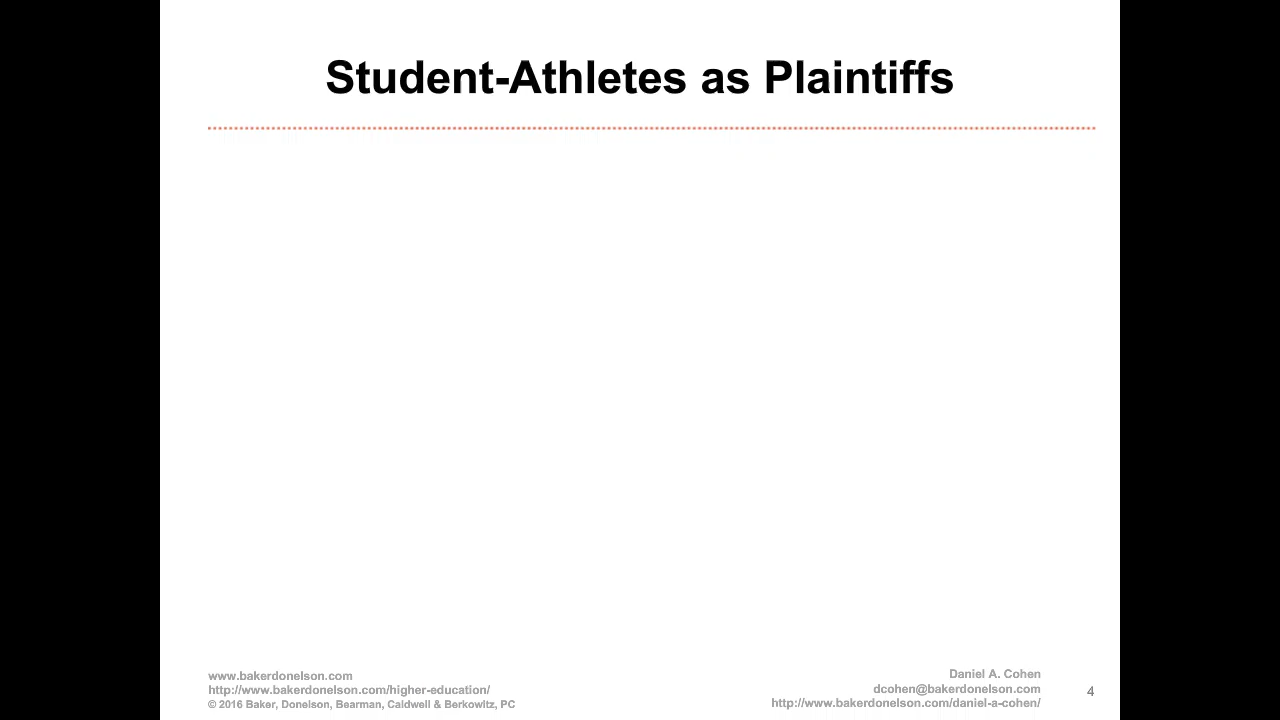 Student-Athletes as Plaintiffs
www.bakerdonelson.com
http://www.bakerdonelson.com/higher-education/
© 2016 Baker, Donelson, Bearman, Caldwell & Berkowitz, PC
Daniel A. Cohen
dcohen@bakerdonelson.com
http://www.bakerdonelson.com/daniel-a-cohen/
4